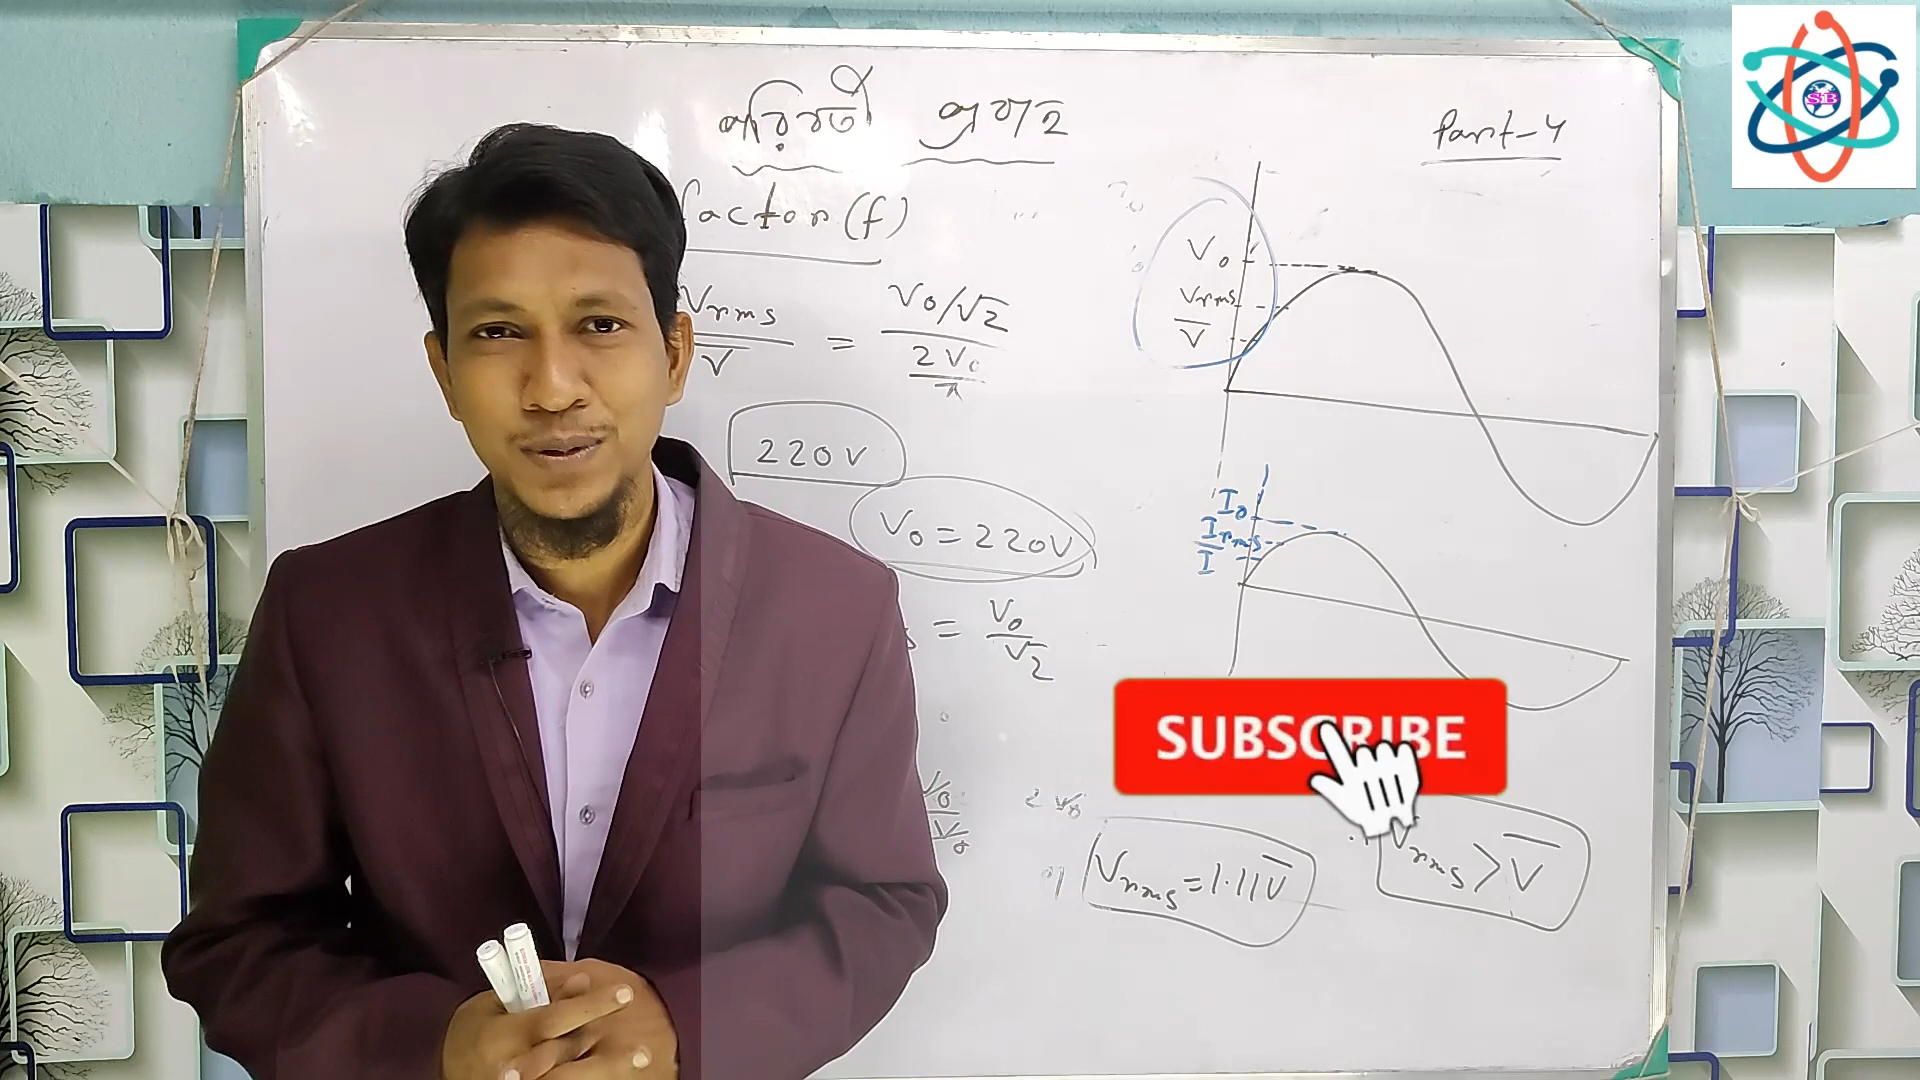 পরিবর্তী প্রবাহ
Part-4
SB
factor (f)
Vrms / V̅ = V₀/√2 / 2V₀/π
220V
V₀ = 220V
= V₀/√2
V₀
Vrms
V̅
I₀
Irms
I̅
SUBSCRIBE
Vrms = 1.11V̅
Vrms > V̅